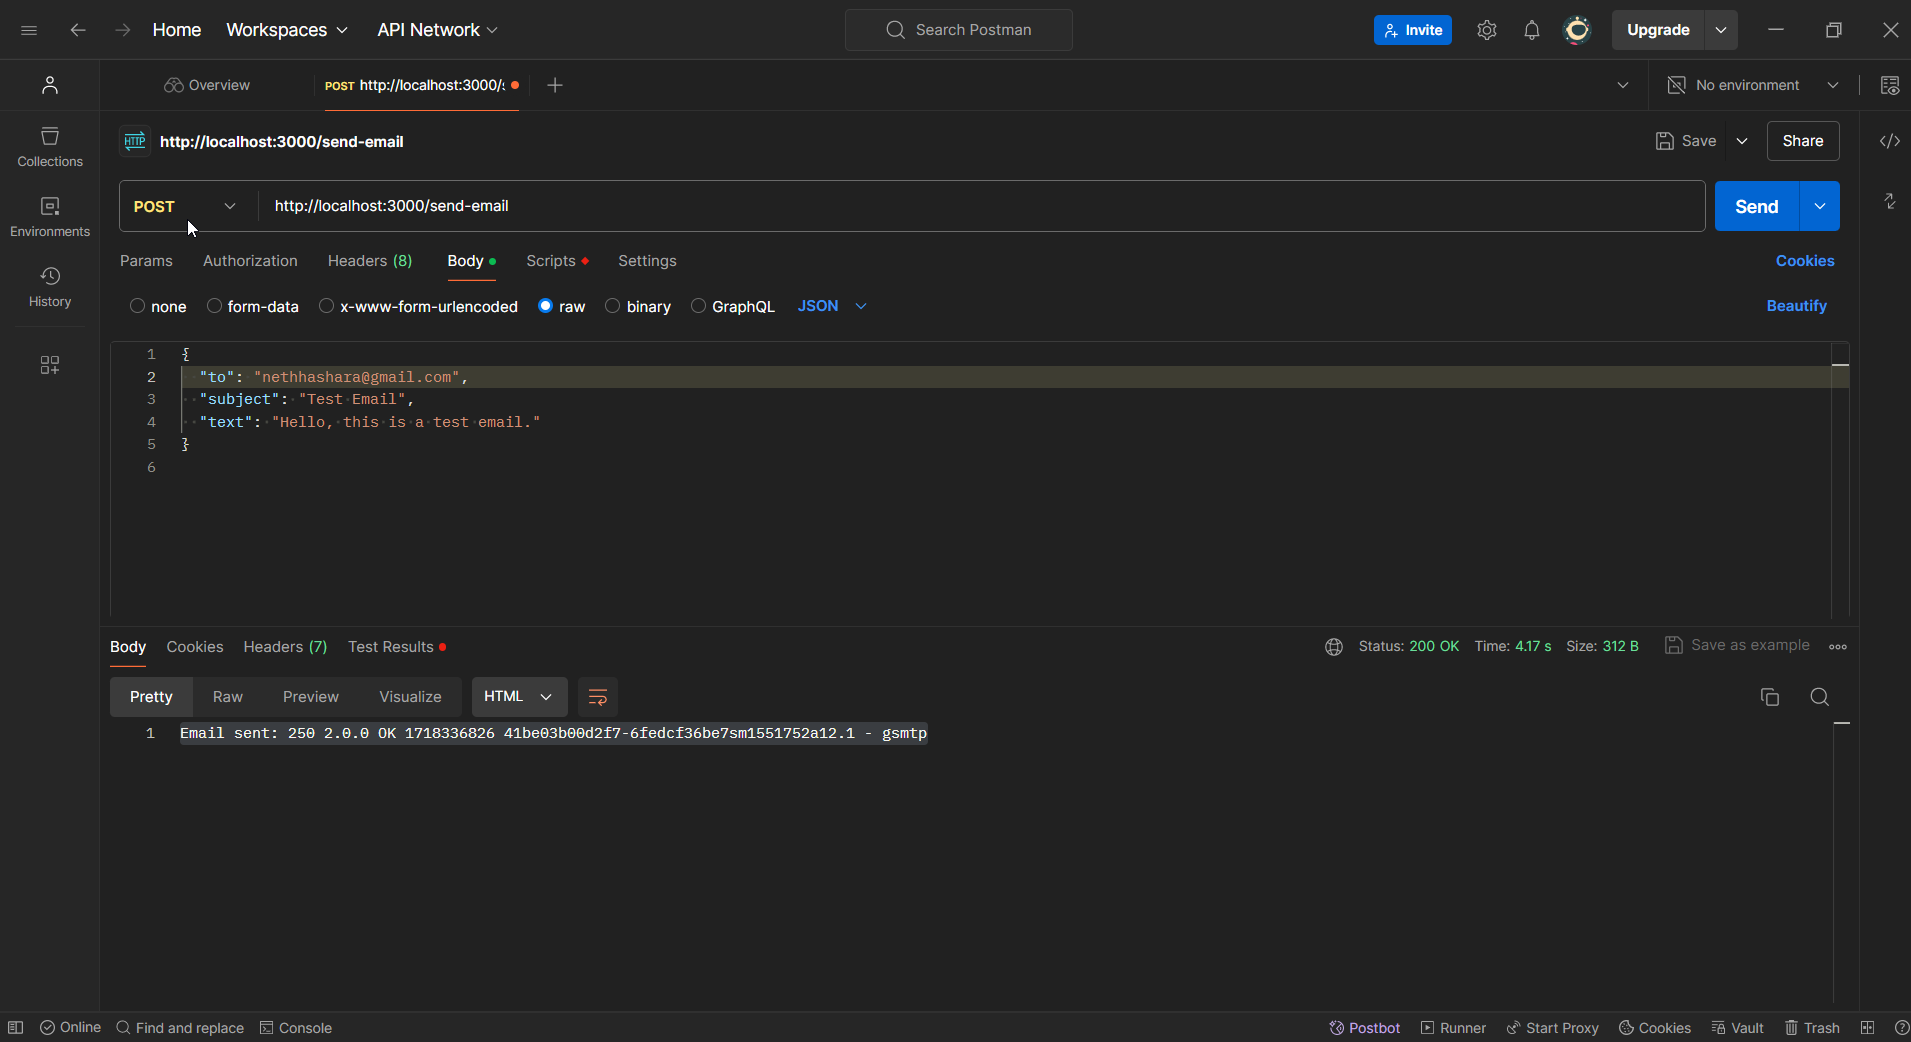 Home Workspaces API Network Search Postman Invite Upgrade
Overview POST http://localhost:3000/s No environment
Collections
Environments
History
HTTP http://localhost:3000/send-email Save Share
POST http://localhost:3000/send-email Send
Params Authorization Headers (8) Body Scripts Settings Cookies
none form-data x-www-form-urlencoded raw binary GraphQL JSON Beautify
1 {
2 "to": "nethhashara@gmail.com",
3 "subject": "Test Email",
4 "text": "Hello, this is a test email."
5 }
6
Body Cookies Headers (7) Test Results Status: 200 OK Time: 4.17 s Size: 312 B Save as example
Pretty Raw Preview Visualize HTML
1 Email sent: 250 2.0.0 OK 1718336826 41be03b00d2f7-6fedcf36be7sm1551752a12.1 - gsmtp
Online Find and replace Console Postbot Runner Start Proxy Cookies Vault Trash